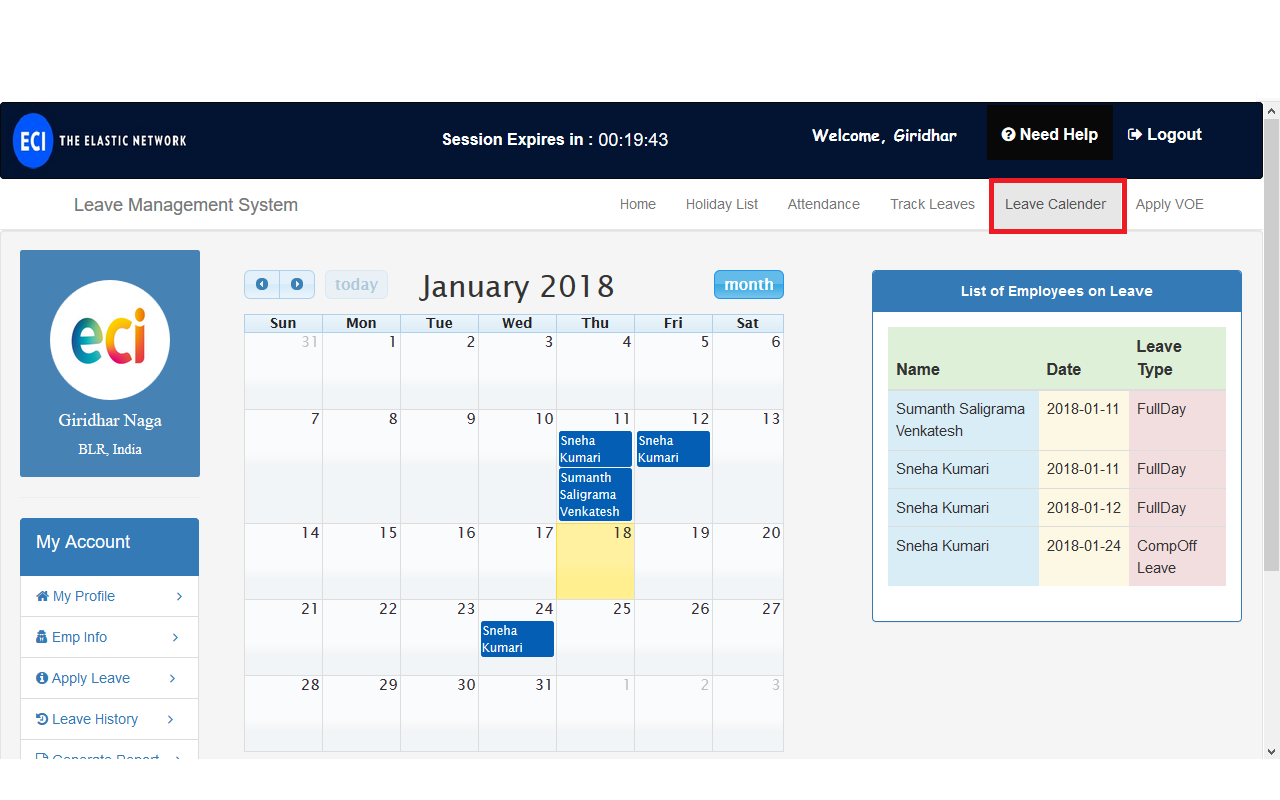 ECI THE ELASTIC NETWORK
Session Expires in : 00:19:43
Welcome, Giridhar
Need Help
Logout
Leave Management System
Home
Holiday List
Attendance
Track Leaves
Leave Calender
Apply VOE
eci
Giridhar Naga
BLR, India
My Account
My Profile
Emp Info
Apply Leave
Leave History
Generate Report
today
January 2018
month
Sun Mon Tue Wed Thu Fri Sat
31 1 2 3 4 5 6
7 8 9 10 11 12 13
Sneha
Kumari
Sumanth
Saligrama
Venkatesh
Sneha
Kumari
14 15 16 17 18 19 20
21 22 23 24 25 26 27
Sneha
Kumari
28 29 30 31 1 2 3
List of Employees on Leave
Name Date Leave
Type
Sumanth Saligrama 2018-01-11 FullDay
Venkatesh
Sneha Kumari 2018-01-11 FullDay
Sneha Kumari 2018-01-12 FullDay
Sneha Kumari 2018-01-24 CompOff
Leave